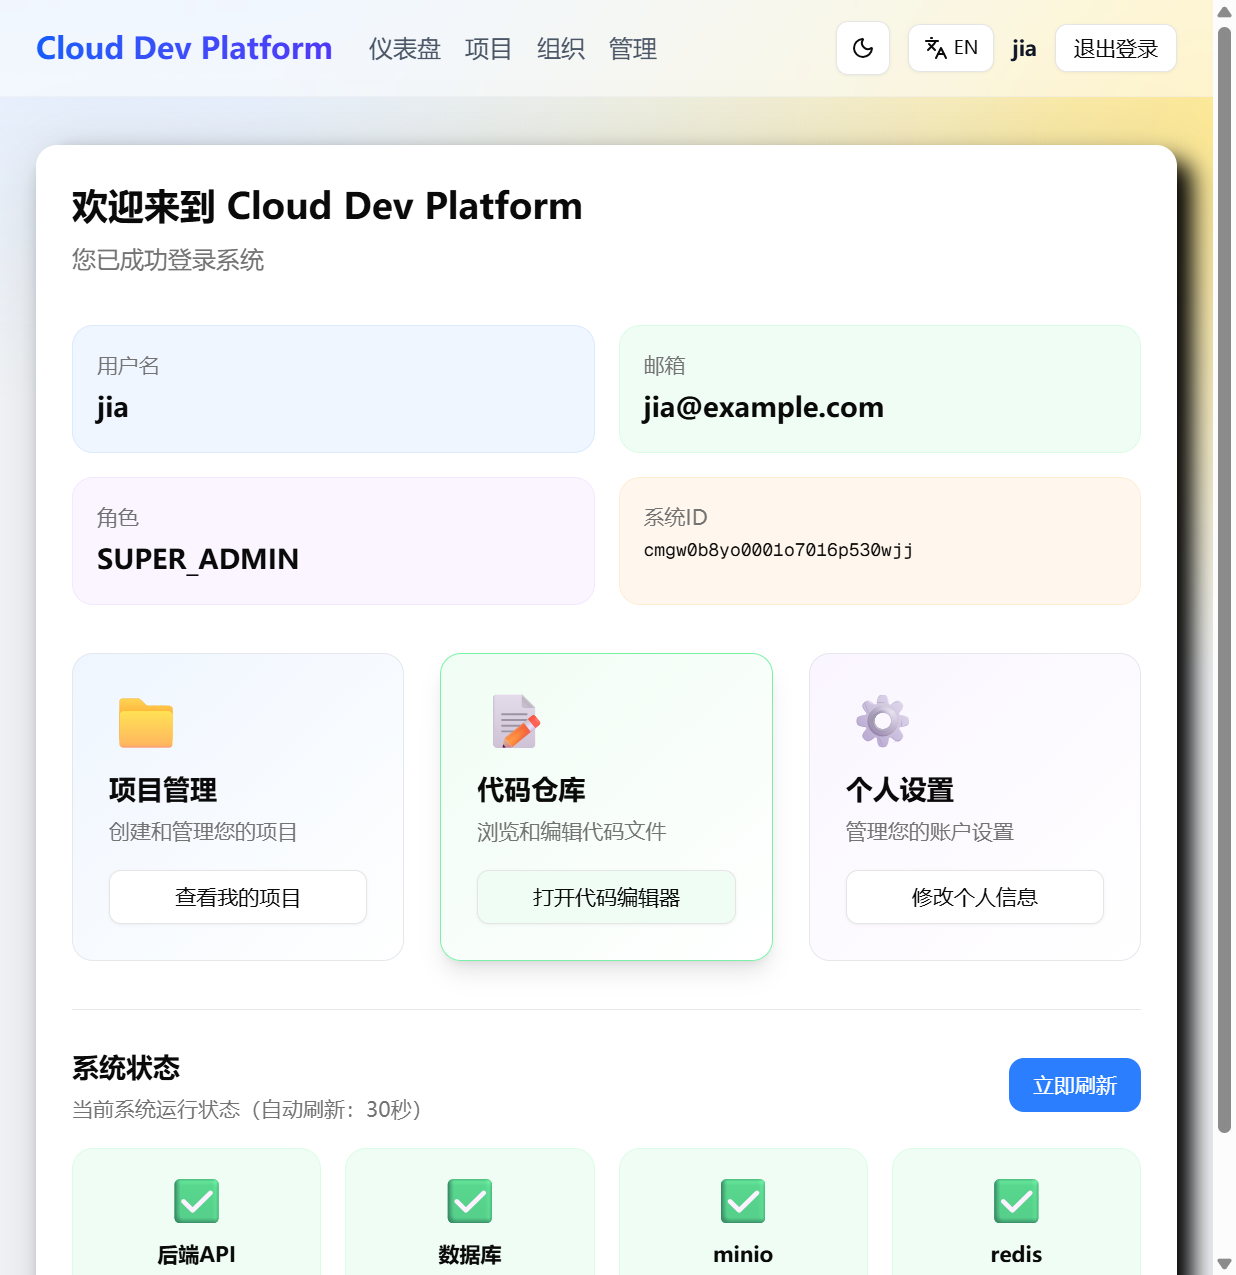 Cloud Dev Platform 仪表盘 项目 组织 管理 EN jia 退出登录
欢迎来到 Cloud Dev Platform
您已成功登录系统
用户名
jia
邮箱
jia@example.com
角色
SUPER_ADMIN
系统ID
cmgw0b8yo0001o7016p530wjj
项目管理
创建和管理您的项目
查看我的项目
代码仓库
浏览和编辑代码文件
打开代码编辑器
个人设置
管理您的账户设置
修改个人信息
系统状态
当前系统运行状态（自动刷新：30秒）
立即刷新
后端API
数据库
minio
redis